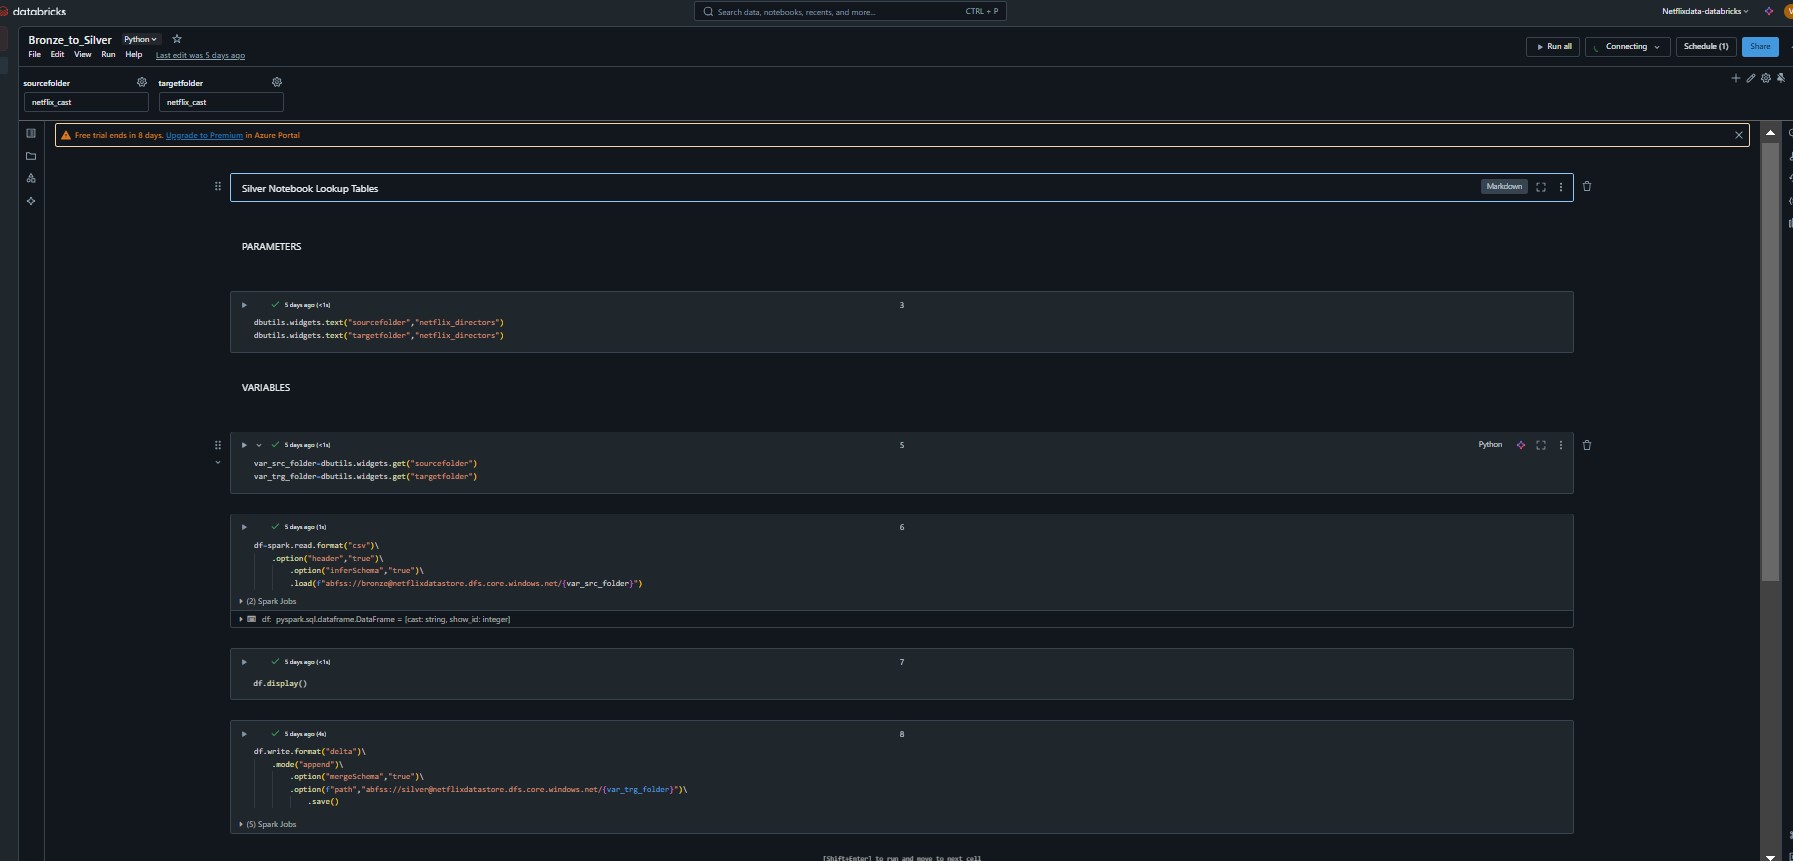 databricks
Search data, notebooks, recents, and more...
CTRL + P
Netflixdata-databricks
Bronze_to_Silver
Python
File Edit View Run Help
Last edit was 5 days ago
Run all
Connecting
Schedule (1)
Share
sourcefolder
targetfolder
netflix_cast
netflix_cast
Free trial ends in 8 days. Upgrade to Premium in Azure Portal
Silver Notebook Lookup Tables
Markdown
PARAMETERS
5 days ago (<1s)
3
dbutils.widgets.text("sourcefolder","netflix_directors")
dbutils.widgets.text("targetfolder","netflix_directors")
VARIABLES
5 days ago (<1s)
5
Python
var_src_folder=dbutils.widgets.get("sourcefolder")
var_trg_folder=dbutils.widgets.get("targetfolder")
5 days ago (1s)
6
df=spark.read.format("csv")\
.option("header","true")\
.option("inferSchema","true")\
.load(f"abfss://bronze@netflixdatastore.dfs.core.windows.net/{var_src_folder}")
(2) Spark Jobs
df: pyspark.sql.dataframe.DataFrame = [cast: string, show_id: integer]
5 days ago (<1s)
7
df.display()
5 days ago (4s)
8
df.write.format("delta")\
.mode("append")\
.option("mergeSchema","true")\
.option(f"path","abfss://silver@netflixdatastore.dfs.core.windows.net/{var_trg_folder}")\
.save()
(5) Spark Jobs
[Shift+Enter] to run and move to next cell